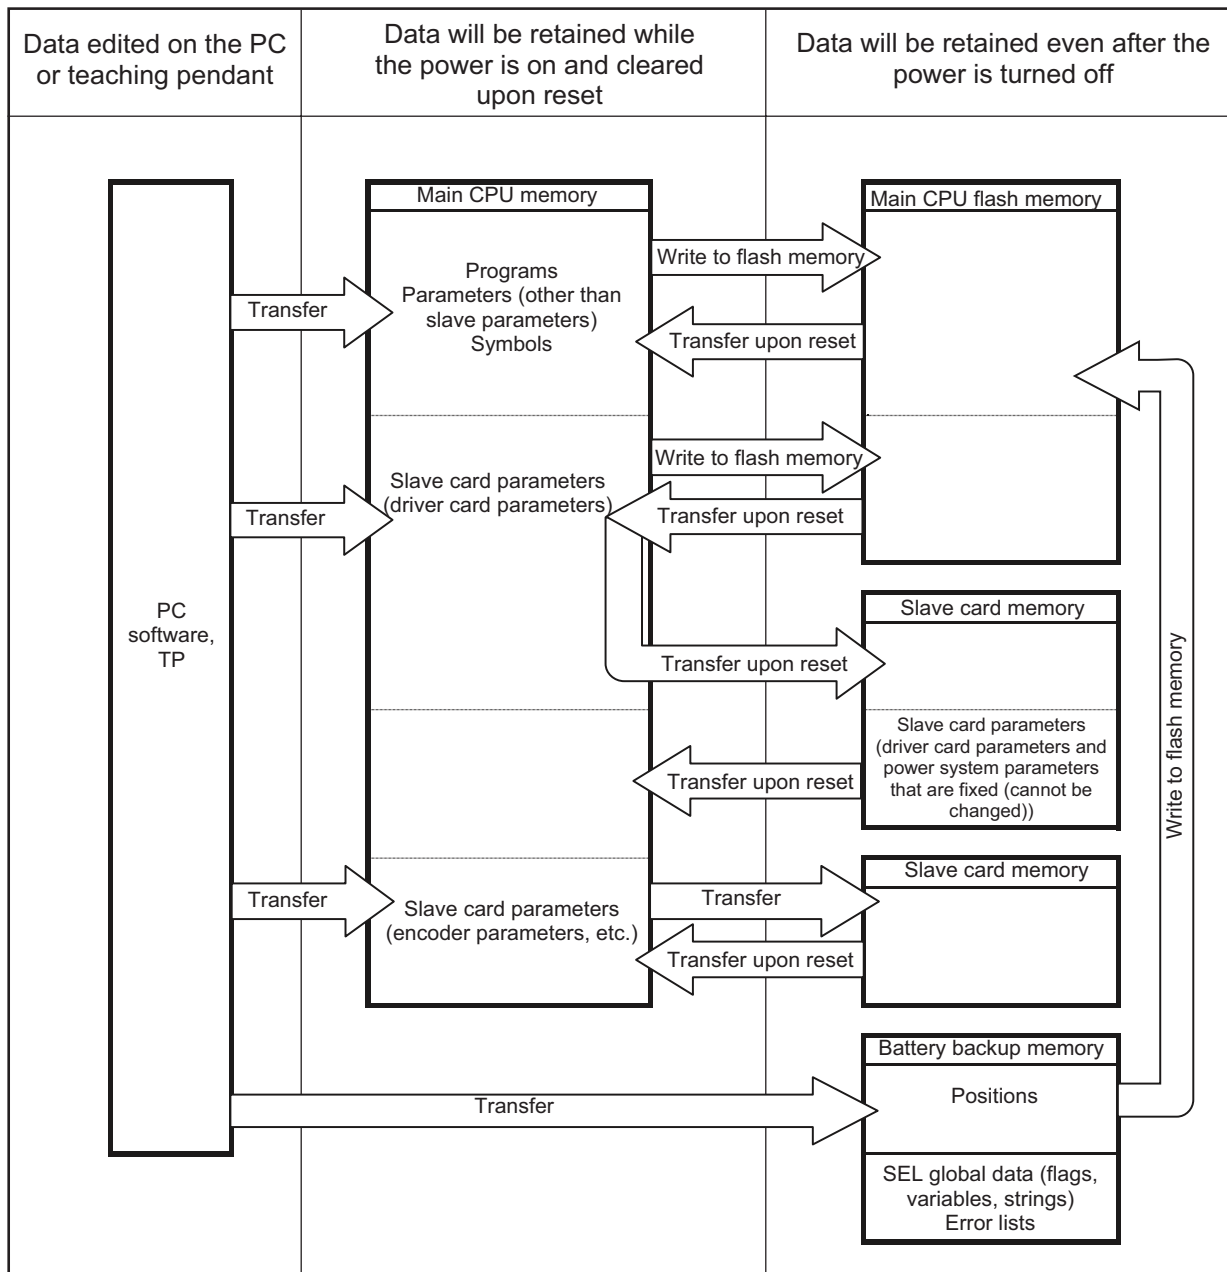 Data edited on the PC
or teaching pendant
Data will be retained while
the power is on and cleared
upon reset
Data will be retained even after the
power is turned off
PC
software,
TP
Main CPU memory
Main CPU flash memory
Programs
Parameters (other than
slave parameters)
Symbols
Transfer
Write to flash memory
Transfer upon reset
Slave card parameters
(driver card parameters)
Transfer
Write to flash memory
Transfer upon reset
Slave card memory
Transfer upon reset
Slave card parameters
(driver card parameters and
power system parameters
that are fixed (cannot be
changed))
Transfer upon reset
Write to flash memory
Slave card memory
Transfer
Slave card parameters
(encoder parameters, etc.)
Transfer
Transfer upon reset
Battery backup memory
Transfer
Positions
SEL global data (flags,
variables, strings)
Error lists